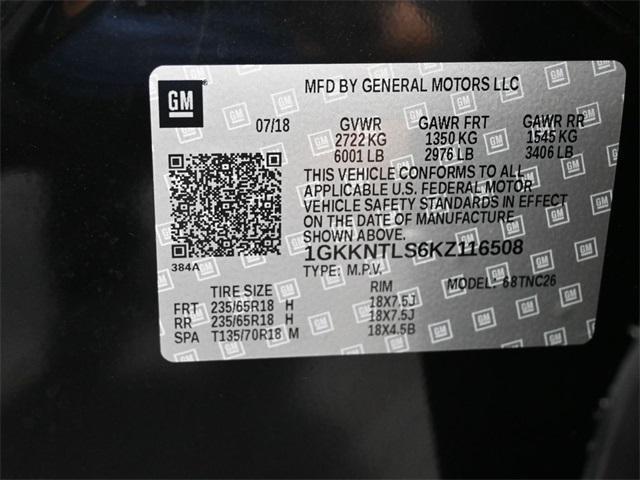 GM
MFD BY GENERAL MOTORS LLC
07/18 GVWR GAWR FRT GAWR RR
2722 KG 1350 KG 1545 KG
6001 LB 2976 LB 3406 LB
THIS VEHICLE CONFORMS TO ALL
APPLICABLE U.S. FEDERAL MOTOR
VEHICLE SAFETY STANDARDS IN EFFECT
ON THE DATE OF MANUFACTURE
SHOWN ABOVE.
384A
1GKKNTLS6KZ116508
TYPE: M.P.V. MODEL: 68TNC26
TIRE SIZE RIM
FRT 235/65R18 H 18X7.5J
RR 235/65R18 H 18X7.5J
SPA T135/70R18 M 18X4.5B